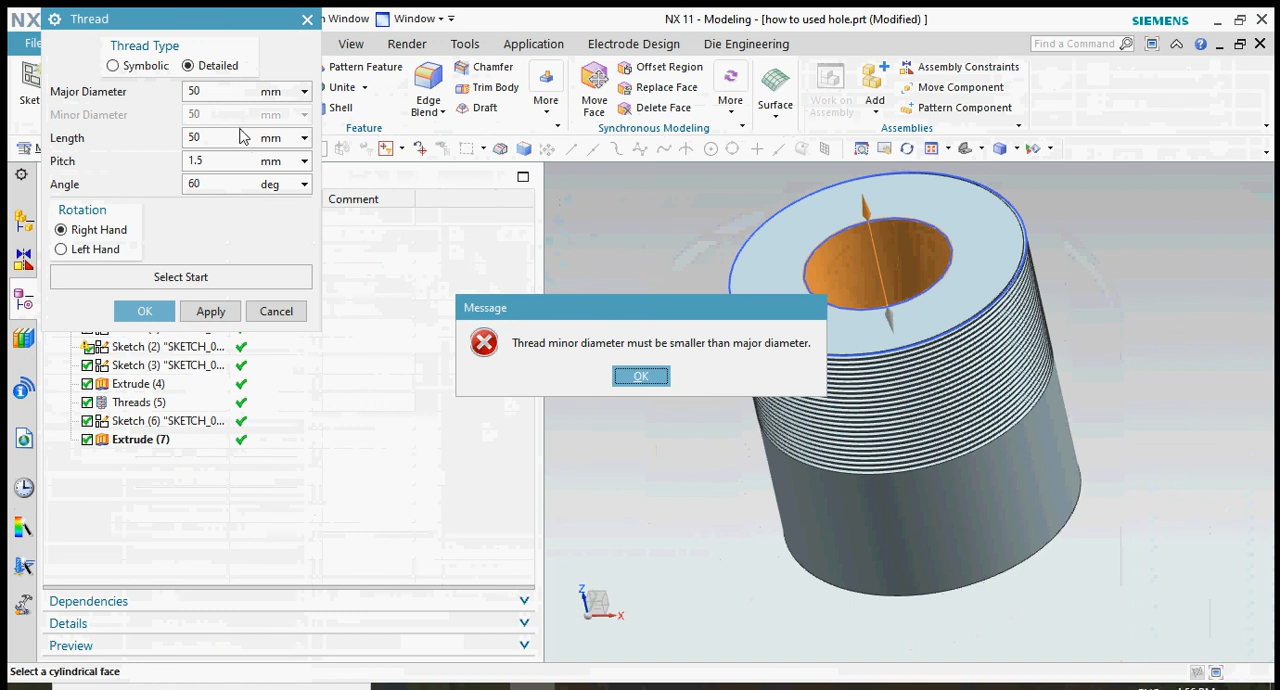 NX
Thread
n Window
Window
NX 11 - Modeling - [how to used hole.prt (Modified) ]
SIEMENS
View
Render
Tools
Application
Electrode Design
Die Engineering
Find a Command
Thread Type
Symbolic
Detailed
Major Diameter
50
mm
Minor Diameter
50
mm
Length
50
mm
Pitch
1.5
mm
Angle
60
deg
Rotation
Right Hand
Left Hand
Select Start
OK
Apply
Cancel
Pattern Feature
Unite
Shell
Edge
Blend
Chamfer
Trim Body
Draft
More
Feature
Move
Face
Offset Region
Replace Face
Delete Face
More
Synchronous Modeling
Surface
Work on
Assembly
Add
Assembly Constraints
Move Component
Pattern Component
Assemblies
Comment
Message
Thread minor diameter must be smaller than major diameter.
OK
Sketch (2) "SKETCH_0...
Sketch (3) "SKETCH_0...
Extrude (4)
Threads (5)
Sketch (6) "SKETCH_0...
Extrude (7)
Z
X
Dependencies
Details
Preview
Select a cylindrical face